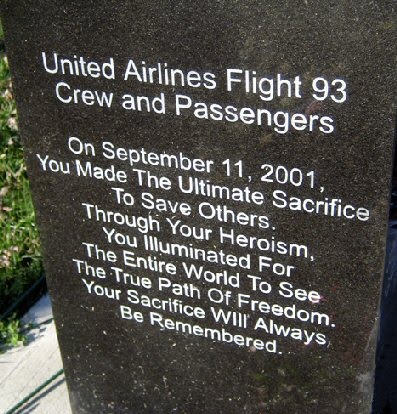 United Airlines Flight 93
Crew and Passengers
On September 11, 2001,
You Made The Ultimate Sacrifice
To Save Others.
Through Your Heroism,
You Illuminated For
The Entire World To See
The True Path Of Freedom.
Your Sacrifice Will Always
Be Remembered.